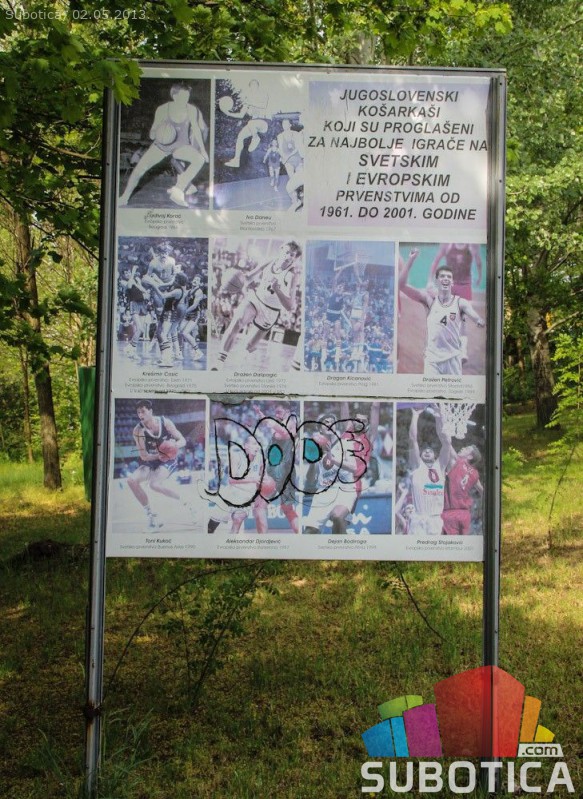 Subotica / 02.05.2013
JUGOSLOVENSKI
KOŠARKAŠI
KOJI SU PROGLAŠENI
ZA NAJBOLJE IGRAČE NA
SVETSKIM
I EVROPSKIM
PRVENSTVIMA OD
1961. DO 2001. GODINE
Radivoj Korać
Ivo Daneu
Krešimir Ćosić
Dražen Dalipagić
Dragan Kićanović
Dražen Petrović
DODE
Toni Kukoč
Aleksandar Djordjević
Dejan Bodiroga
Predrag Stojaković
.com
SUBOTICA